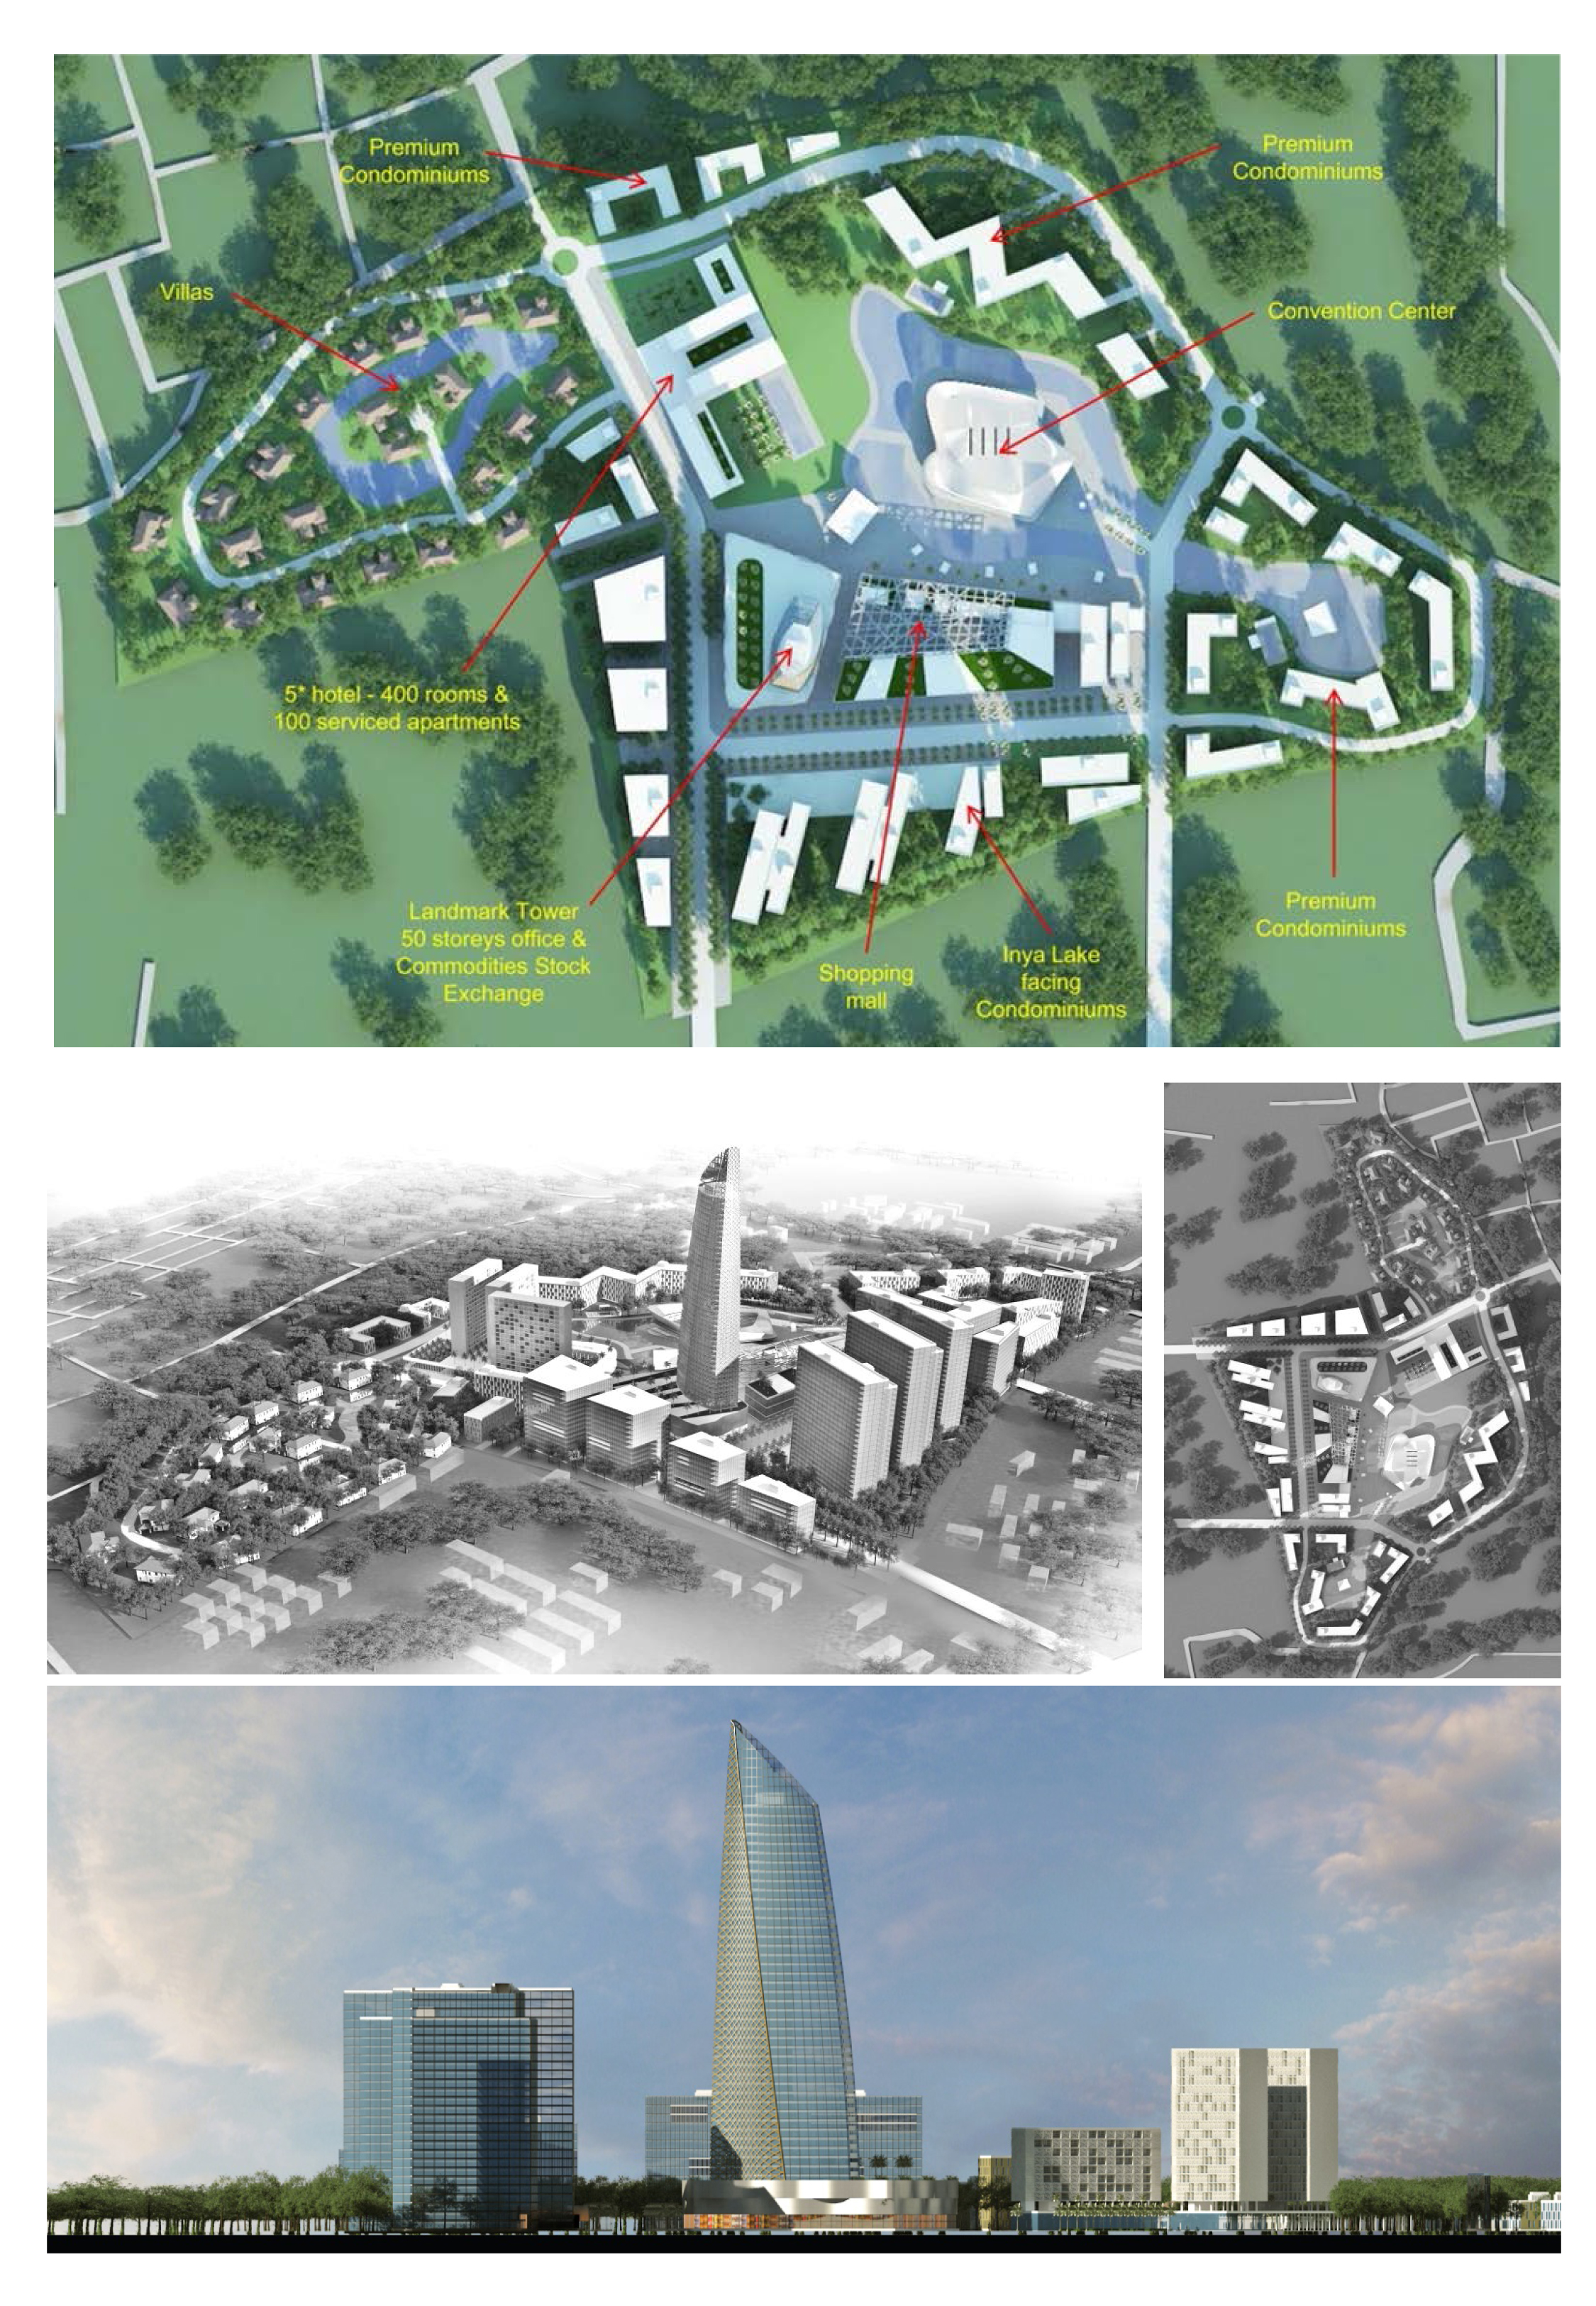 Premium
Condominiums
Premium
Condominiums
Villas
Convention Center
5* hotel - 400 rooms &
100 serviced apartments
Landmark Tower
50 storeys office &
Commodities Stock
Exchange
Shopping
mall
Inya Lake
facing
Condominiums
Premium
Condominiums